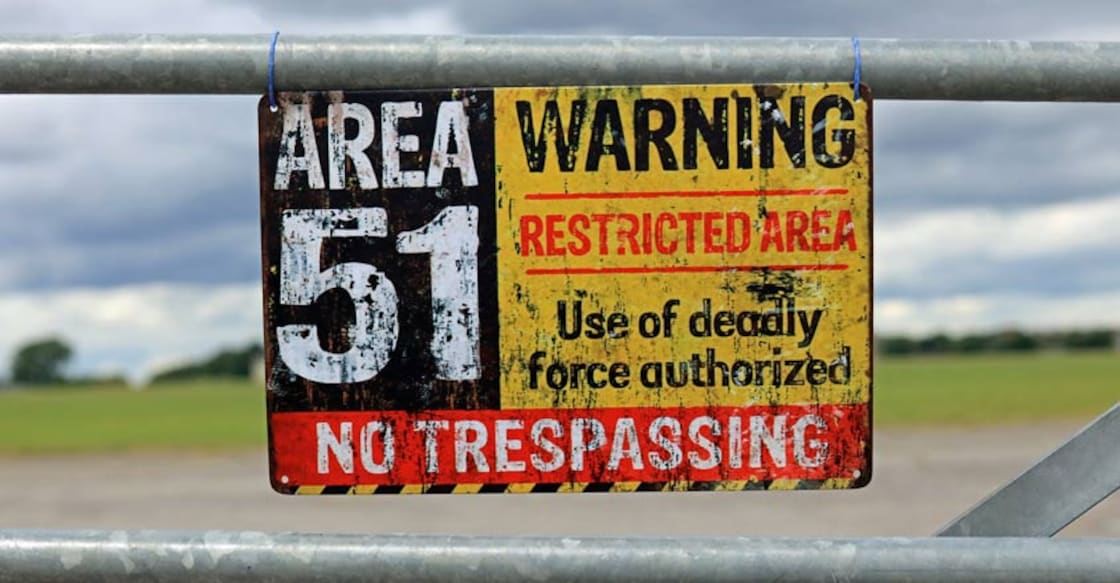 AREA
51
WARNING
RESTRICTED AREA
Use of deadly
force authorized
NO TRESPASSING